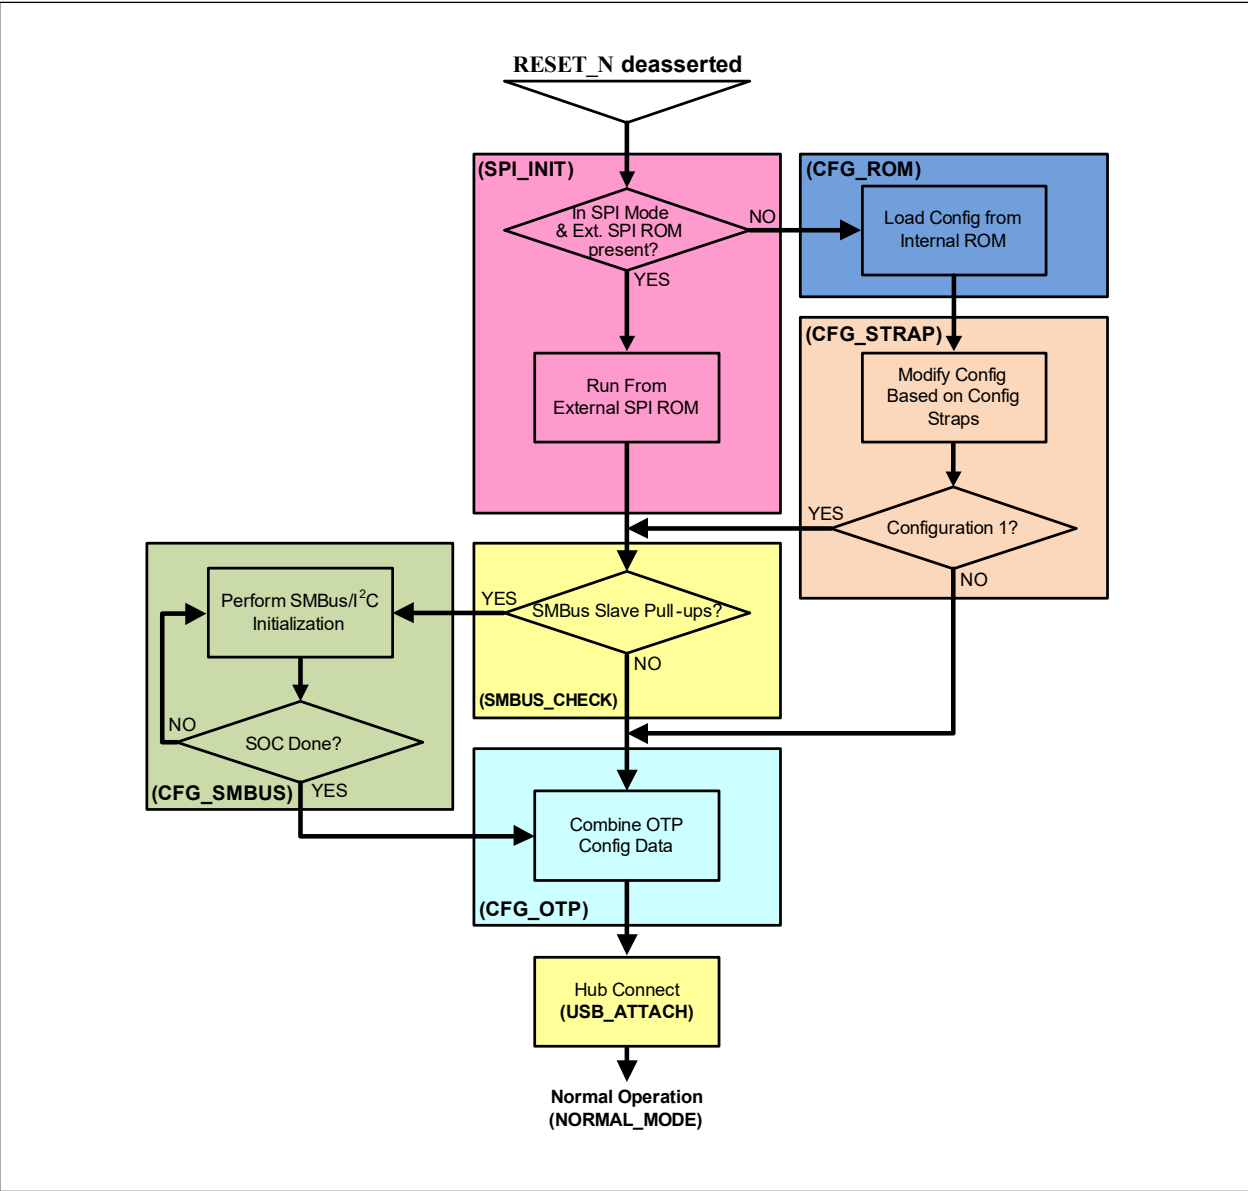 RESET_N deasserted
(SPI_INIT)
In SPI Mode
& Ext. SPI ROM
present?
NO
YES
Run From
External SPI ROM
(CFG_ROM)
Load Config from
Internal ROM
(CFG_STRAP)
Modify Config
Based on Config
Straps
Configuration 1?
YES
NO
SMBus Slave Pull-ups?
YES
NO
(SMBUS_CHECK)
Perform SMBus/I²C
Initialization
SOC Done?
NO
YES
(CFG_SMBUS)
Combine OTP
Config Data
(CFG_OTP)
Hub Connect
(USB_ATTACH)
Normal Operation
(NORMAL_MODE)